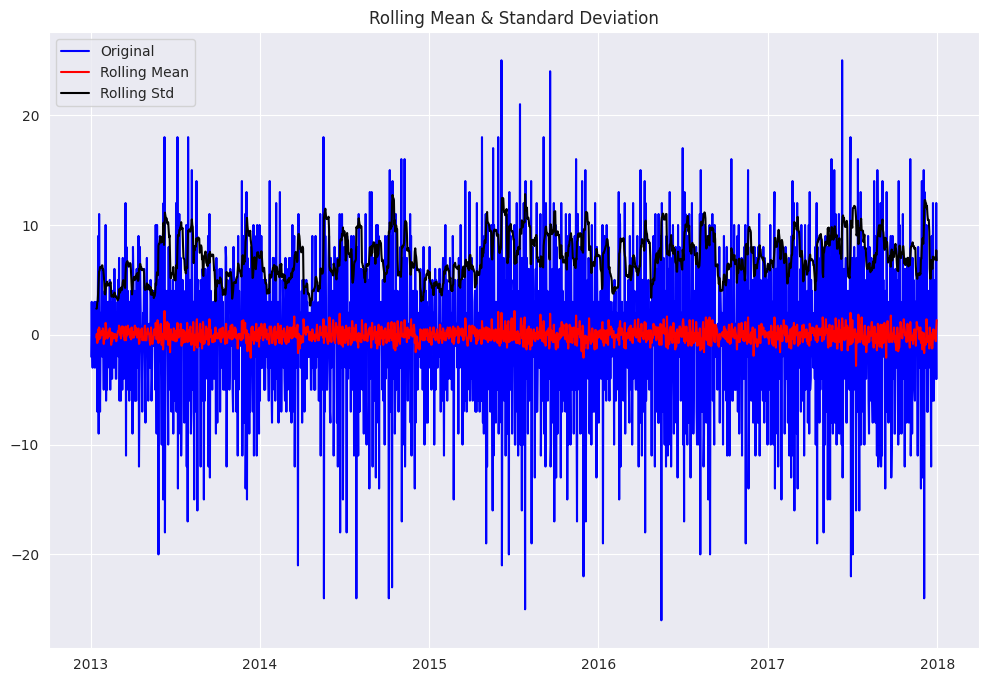 Rolling Mean & Standard Deviation
Original
Rolling Mean
Rolling Std
20
10
0
−10
−20
2013 2014 2015 2016 2017 2018